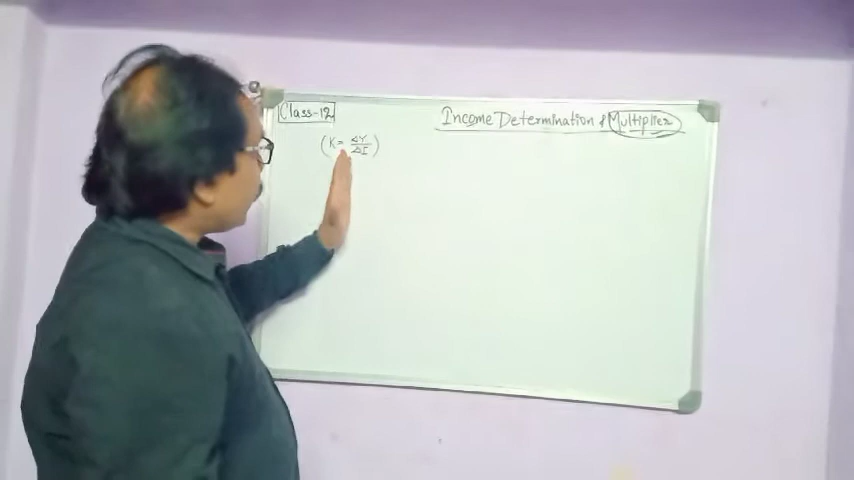 Class-12
Income Determination & Multiplier
(K = ΔY/ΔI)